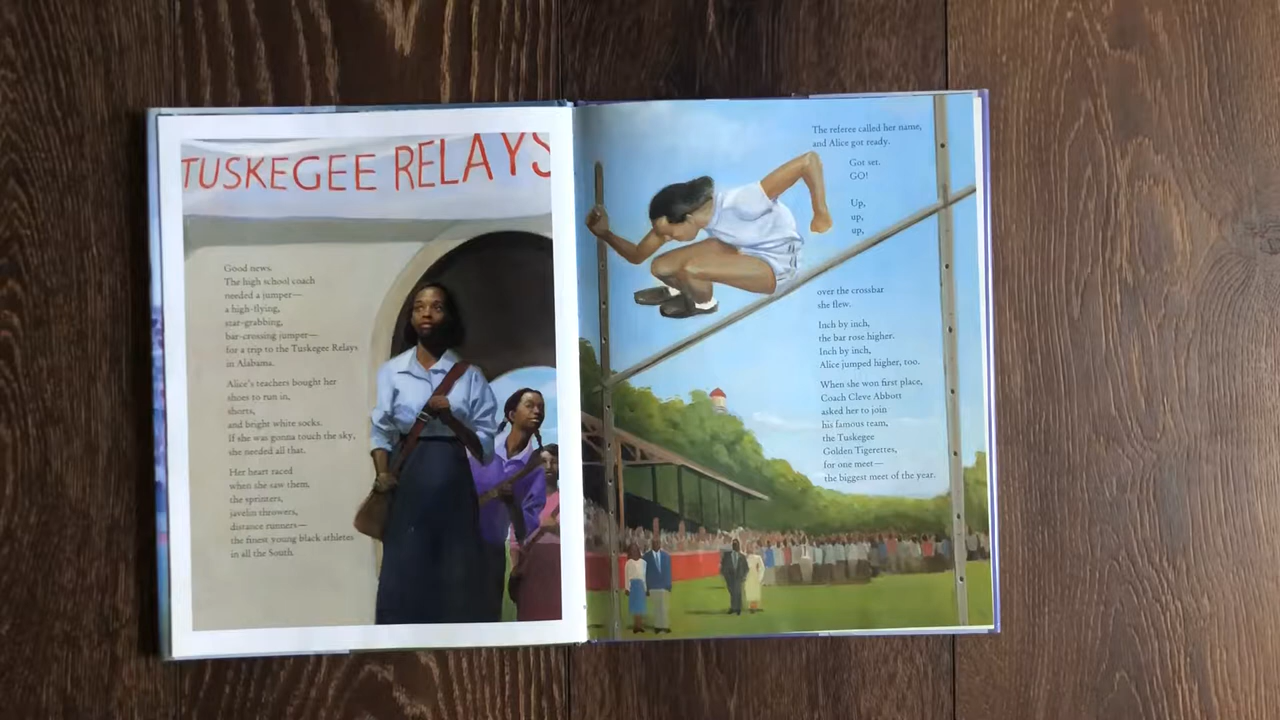 TUSKEGEE RELAYS
Good news.
The high school coach
needed a jumper—
a high-flying,
star-grabbing,
bar-crossing jumper—
for a trip to the Tuskegee Relays
in Alabama.
Alice's teachers bought her
shoes to run in,
shorts,
and bright white socks.
If she was gonna touch the sky,
she needed all that.
Her heart raced
when she saw them,
the sprinters,
javelin throwers,
distance runners—
the finest young black athletes
in all the South.
The referee called her name,
and Alice got ready.
Got set.
GO!
Up,
up,
up,
over the crossbar
she flew.
Inch by inch,
the bar rose higher.
Inch by inch,
Alice jumped higher, too.
When she won first place,
Coach Cleve Abbott
asked her to join
his famous team,
the Tuskegee
Golden Tigerettes,
for one meet—
the biggest meet of the year.